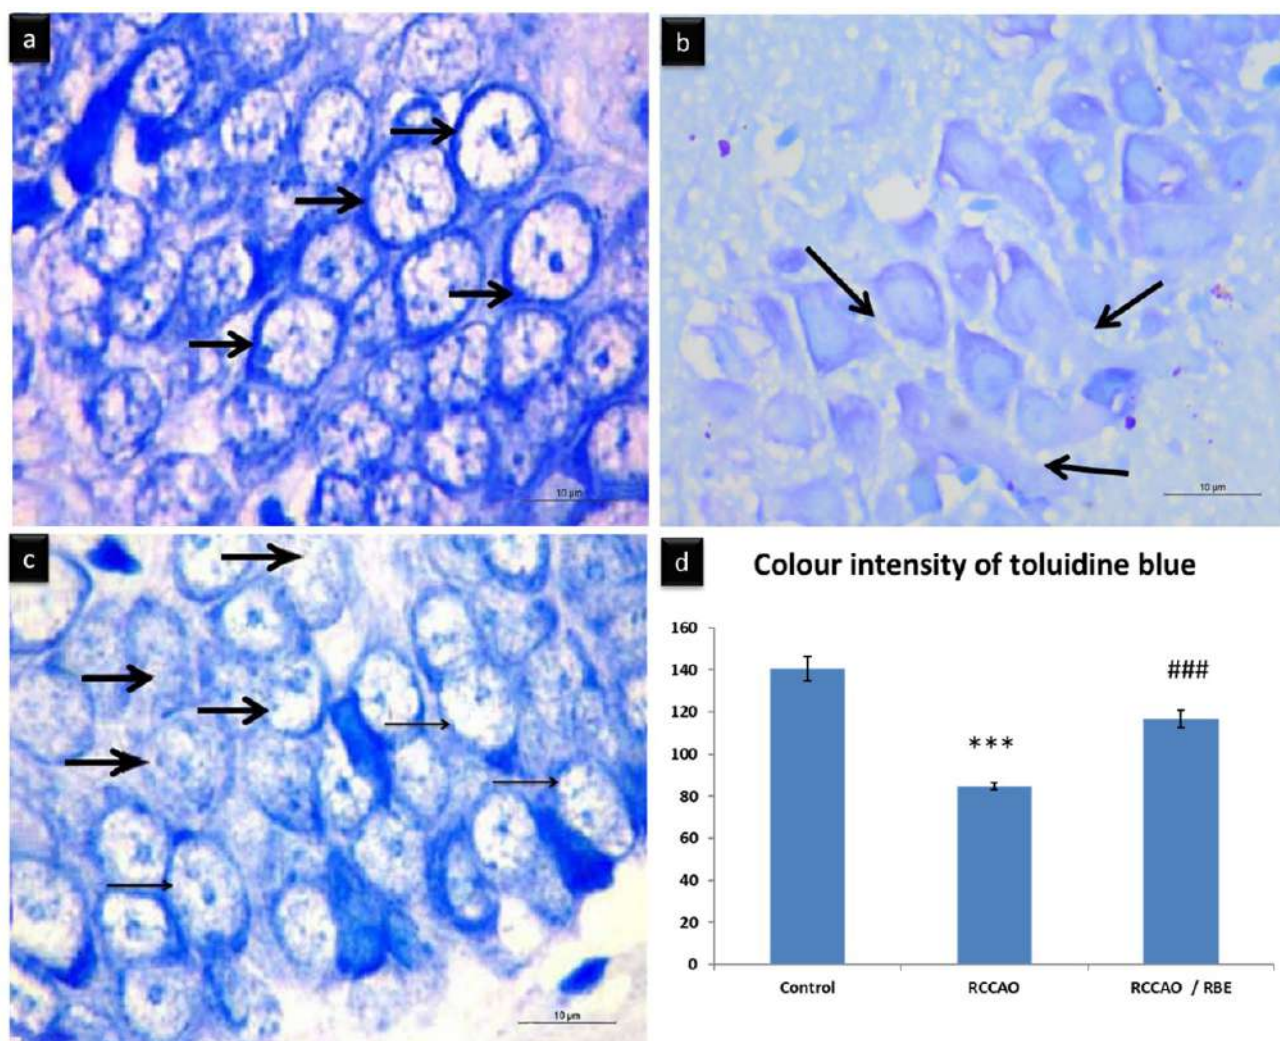 a
b
10 µm
10 µm
c
10 µm
d
Colour intensity of toluidine blue
160
140
120
100
80
60
40
20
0
***
###
Control
RCCAO
RCCAO / RBE